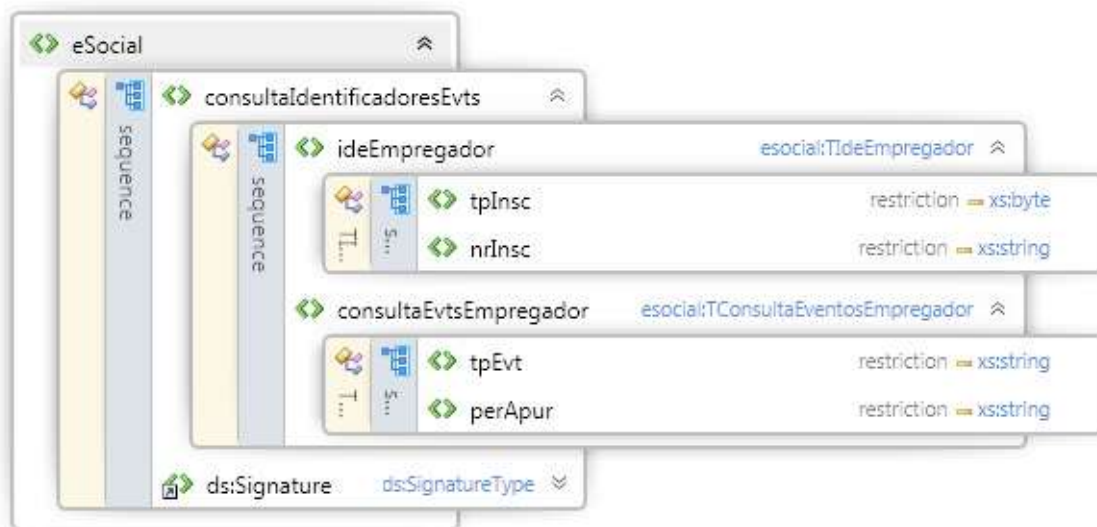 eSocial
sequence
consultaIdentificadoresEvts
sequence
ideEmpregador esocial:TIdeEmpregador
TI... s... tpInsc restriction xs:byte
nrInsc restriction xs:string
consultaEvtsEmpregador esocial:TConsultaEventosEmpregador
T... s... tpEvt restriction xs:string
perApur restriction xs:string
ds:Signature ds:SignatureType